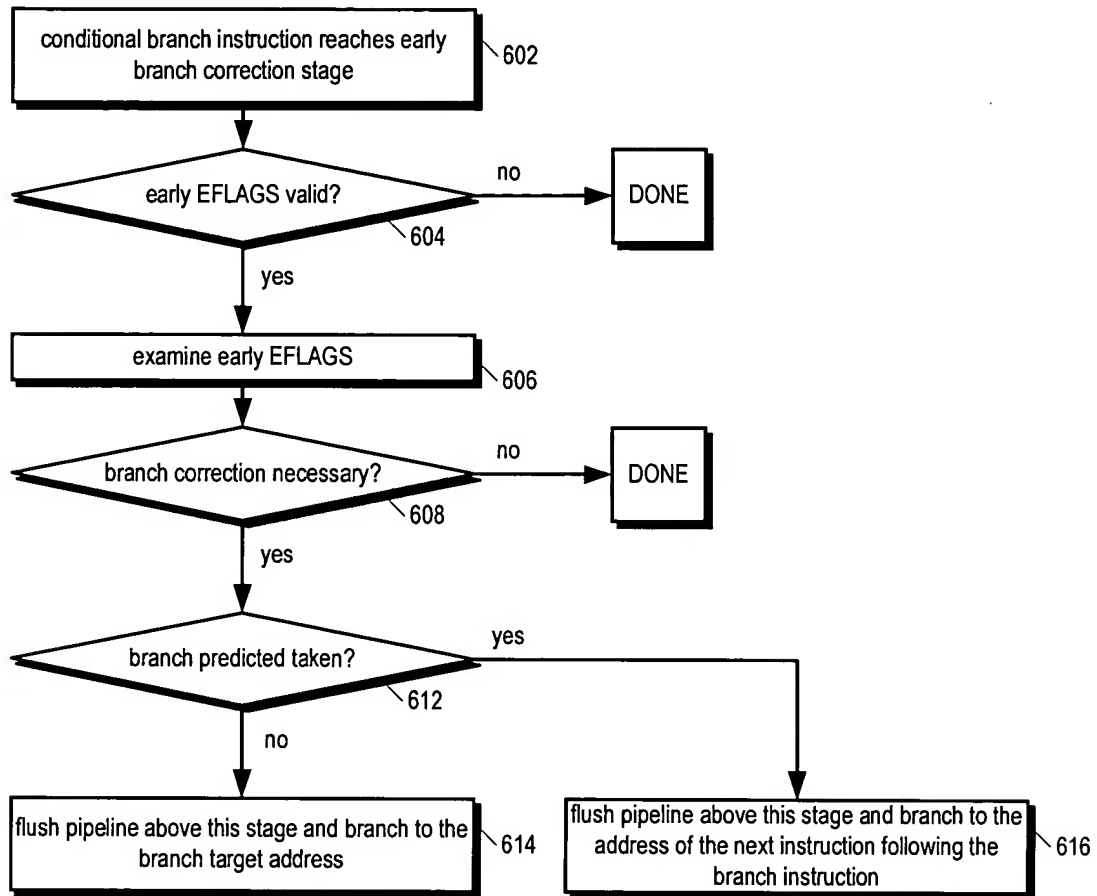 conditional branch instruction reaches early
branch correction stage
602
early EFLAGS valid?
no
DONE
604
yes
examine early EFLAGS
606
branch correction necessary?
no
DONE
608
yes
branch predicted taken?
yes
612
no
flush pipeline above this stage and branch to the
branch target address
614
flush pipeline above this stage and branch to the
address of the next instruction following the
branch instruction
616